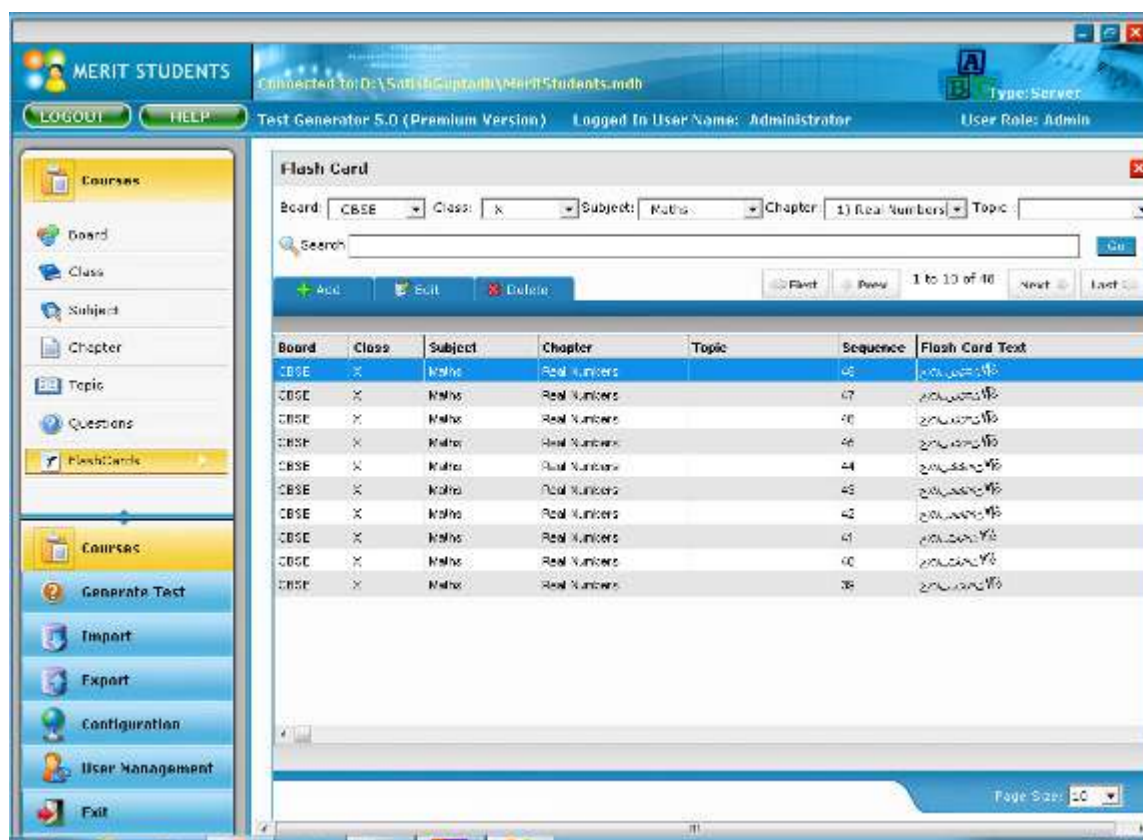 MERIT STUDENTS
Type:Server
LOGOUT HELP
Test Generator 5.0 (Premium Version) Logged In User Name: Administrator User Role: Admin
Courses
Board
Class
Subject
Chapter
Topic
Questions
FlashCards
Courses
Generate Test
Import
Export
Configuration
User Management
Exit
Flash Card
Board: CBSE Class: X Subject: Maths Chapter 1) Real Numbers Topic
Search Go
Add Edit Delete First Prev 1 to 10 of Next Last
Board Class Subject Chapter Topic Sequence Flash Card Text
CBSE X Maths Real Numbers
CBSE X Maths Real Numbers 47
CBSE X Maths Real Numbers
CBSE X Maths Real Numbers
CBSE X Maths Real Numbers 44
CBSE X Maths Real Numbers
CBSE X Maths Real Numbers 42
CBSE X Maths Real Numbers 41
CBSE X Maths Real Numbers 40
CBSE X Maths Real Numbers
Page Size: 10